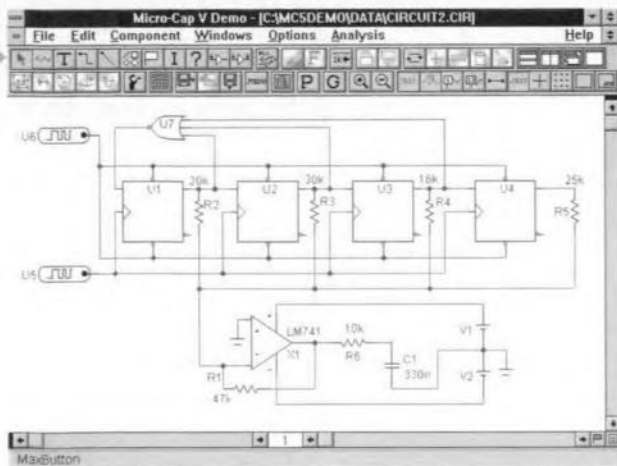 Micro-Cap V Demo - [C:\MC5DEMO\DATA\CIRCUIT2.CIR]
File Edit Component Windows Options Analysis Help
T I ?
P G
U6
U7
20k 30k 16k 25k
U1 U2 U3 U4
R2 R3 R4 R5
U5
LM741
X1
10k
R6
C1
330n
V1
V2
R1
47k
1
MaxButton